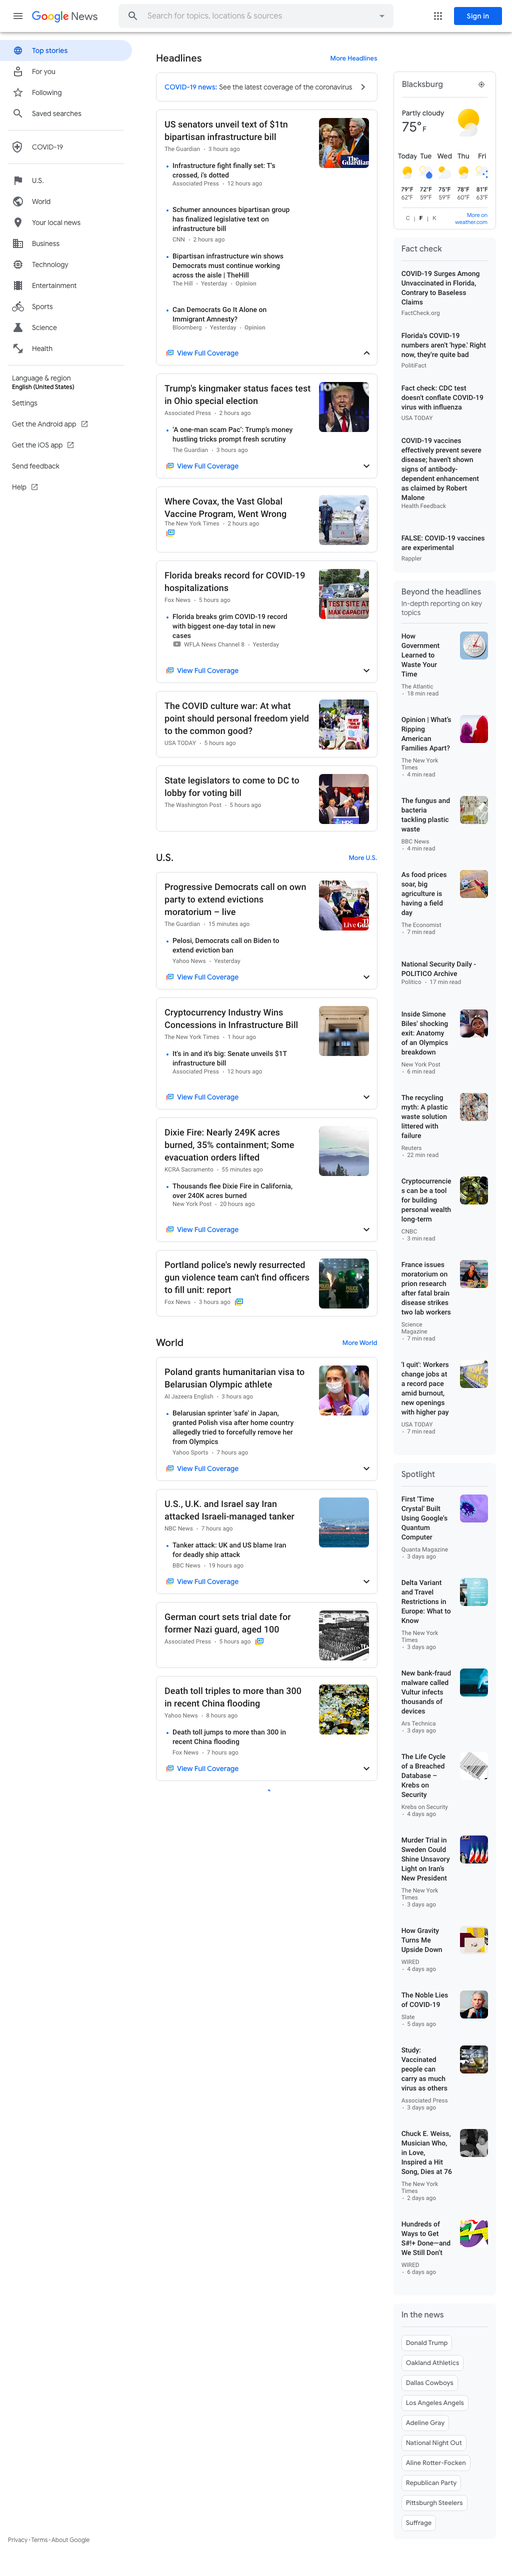 Google News
Search for topics, locations & sources
Sign in
Top stories
For you
Following
Saved searches
COVID-19
U.S.
World
Your local news
Business
Technology
Entertainment
Sports
Science
Health
Language & region
English (United States)
Settings
Get the Android app
Get the iOS app
Send feedback
Help
Privacy · Terms · About Google
Headlines
More Headlines
COVID-19 news: See the latest coverage of the coronavirus
US senators unveil text of $1tn
bipartisan infrastructure bill
The Guardian · 3 hours ago
Infrastructure fight finally set: T's
crossed, i's dotted
Associated Press · 12 hours ago
Schumer announces bipartisan group
has finalized legislative text on
infrastructure bill
CNN · 2 hours ago
Bipartisan infrastructure win shows
Democrats must continue working
across the aisle | TheHill
The Hill · Yesterday · Opinion
Can Democrats Go It Alone on
Immigrant Amnesty?
Bloomberg · Yesterday · Opinion
View Full Coverage
Trump's kingmaker status faces test
in Ohio special election
Associated Press · 2 hours ago
'A one-man scam Pac': Trump's money
hustling tricks prompt fresh scrutiny
The Guardian · 3 hours ago
View Full Coverage
Where Covax, the Vast Global
Vaccine Program, Went Wrong
The New York Times · 2 hours ago
Florida breaks record for COVID-19
hospitalizations
Fox News · 5 hours ago
TEST SITE AT
MAX CAPACITY
Florida breaks grim COVID-19 record
with biggest one-day total in new
cases
WFLA News Channel 8 · Yesterday
View Full Coverage
The COVID culture war: At what
point should personal freedom yield
to the common good?
USA TODAY · 5 hours ago
State legislators to come to DC to
lobby for voting bill
The Washington Post · 5 hours ago
U.S.
More U.S.
Progressive Democrats call on own
party to extend evictions
moratorium – live
The Guardian · 15 minutes ago
Pelosi, Democrats call on Biden to
extend eviction ban
Yahoo News · Yesterday
View Full Coverage
Cryptocurrency Industry Wins
Concessions in Infrastructure Bill
The New York Times · 1 hour ago
It's in and it's big: Senate unveils $1T
infrastructure bill
Associated Press · 12 hours ago
View Full Coverage
Dixie Fire: Nearly 249K acres
burned, 35% containment; Some
evacuation orders lifted
KCRA Sacramento · 55 minutes ago
Thousands flee Dixie Fire in California,
over 240K acres burned
New York Post · 20 hours ago
View Full Coverage
Portland police's newly resurrected
gun violence team can't find officers
to fill unit: report
Fox News · 3 hours ago
World
More World
Poland grants humanitarian visa to
Belarusian Olympic athlete
Al Jazeera English · 3 hours ago
Belarusian sprinter 'safe' in Japan,
granted Polish visa after home country
allegedly tried to forcefully remove her
from Olympics
Yahoo Sports · 7 hours ago
View Full Coverage
U.S., U.K. and Israel say Iran
attacked Israeli-managed tanker
NBC News · 7 hours ago
Tanker attack: UK and US blame Iran
for deadly ship attack
BBC News · 19 hours ago
View Full Coverage
German court sets trial date for
former Nazi guard, aged 100
Associated Press · 5 hours ago
Death toll triples to more than 300
in recent China flooding
Yahoo News · 8 hours ago
Death toll jumps to more than 300 in
recent China flooding
Fox News · 7 hours ago
View Full Coverage
Blacksburg
Partly cloudy
75° F
Today Tue Wed Thu Fri
79°F 72°F 75°F 78°F 81°F
62°F 59°F 59°F 60°F 63°F
C | F | K
More on
weather.com
Fact check
COVID-19 Surges Among
Unvaccinated in Florida,
Contrary to Baseless
Claims
FactCheck.org
Florida's COVID-19
numbers aren't 'hype.' Right
now, they're quite bad
PolitiFact
Fact check: CDC test
doesn't conflate COVID-19
virus with influenza
USA TODAY
COVID-19 vaccines
effectively prevent severe
disease; haven't shown
signs of antibody-
dependent enhancement
as claimed by Robert
Malone
Health Feedback
FALSE: COVID-19 vaccines
are experimental
Rappler
Beyond the headlines
In-depth reporting on key
topics
How
Government
Learned to
Waste Your
Time
The Atlantic
· 18 min read
Opinion | What's
Ripping
American
Families Apart?
The New York
Times
· 4 min read
The fungus and
bacteria
tackling plastic
waste
BBC News
· 4 min read
As food prices
soar, big
agriculture is
having a field
day
The Economist
· 7 min read
National Security Daily -
POLITICO Archive
Politico · 17 min read
Inside Simone
Biles' shocking
exit: Anatomy
of an Olympics
breakdown
New York Post
· 6 min read
The recycling
myth: A plastic
waste solution
littered with
failure
Reuters
· 22 min read
Cryptocurrencie
s can be a tool
for building
personal wealth
long-term
CNBC
· 3 min read
France issues
moratorium on
prion research
after fatal brain
disease strikes
two lab workers
Science
Magazine
· 7 min read
'I quit': Workers
change jobs at
a record pace
amid burnout,
new openings
with higher pay
USA TODAY
· 7 min read
Spotlight
First 'Time
Crystal' Built
Using Google's
Quantum
Computer
Quanta Magazine
· 3 days ago
Delta Variant
and Travel
Restrictions in
Europe: What to
Know
The New York
Times
· 3 days ago
New bank-fraud
malware called
Vultur infects
thousands of
devices
Ars Technica
· 3 days ago
The Life Cycle
of a Breached
Database –
Krebs on
Security
Krebs on Security
· 4 days ago
Murder Trial in
Sweden Could
Shine Unsavory
Light on Iran's
New President
The New York
Times
· 3 days ago
How Gravity
Turns Me
Upside Down
WIRED
· 4 days ago
The Noble Lies
of COVID-19
Slate
· 5 days ago
Study:
Vaccinated
people can
carry as much
virus as others
Associated Press
· 3 days ago
Chuck E. Weiss,
Musician Who,
in Love,
Inspired a Hit
Song, Dies at 76
The New York
Times
· 2 days ago
Hundreds of
Ways to Get
S#!+ Done—and
We Still Don't
WIRED
· 6 days ago
In the news
Donald Trump
Oakland Athletics
Dallas Cowboys
Los Angeles Angels
Adeline Gray
National Night Out
Aline Rotter-Focken
Republican Party
Pittsburgh Steelers
Suffrage